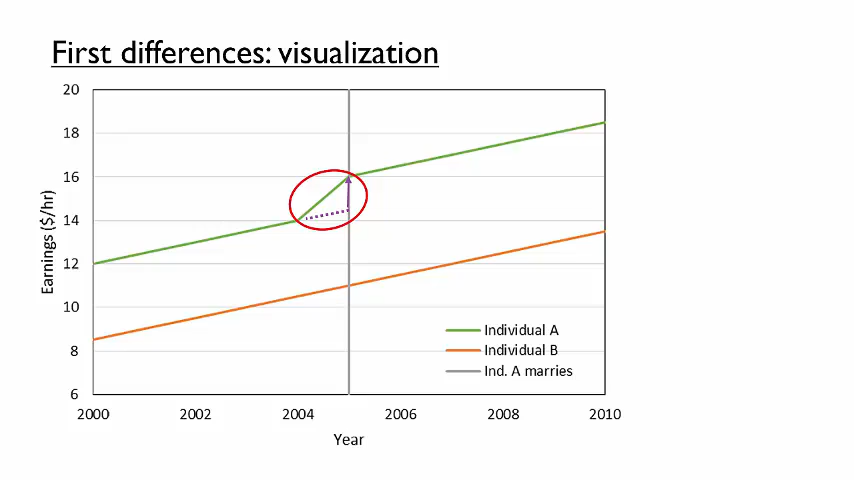 First differences: visualization
20
18
16
14
12
10
8
6
Earnings ($/hr)
Individual A
Individual B
Ind. A marries
2000 2002 2004 2006 2008 2010
Year